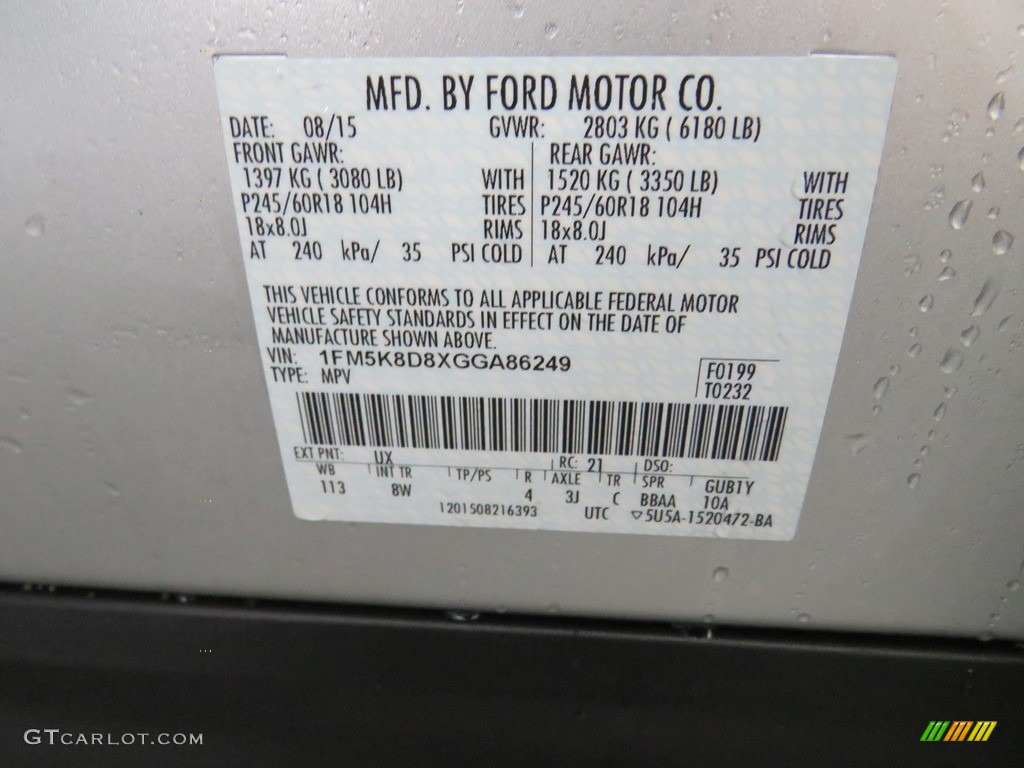 MFD. BY FORD MOTOR CO.
DATE: 08/15 GVWR: 2803 KG ( 6180 LB)
FRONT GAWR: REAR GAWR:
1397 KG ( 3080 LB) WITH 1520 KG ( 3350 LB) WITH
P245/60R18 104H TIRES P245/60R18 104H TIRES
18x8.0J RIMS 18x8.0J RIMS
AT 240 kPa/ 35 PSI COLD AT 240 kPa/ 35 PSI COLD
THIS VEHICLE CONFORMS TO ALL APPLICABLE FEDERAL MOTOR
VEHICLE SAFETY STANDARDS IN EFFECT ON THE DATE OF
MANUFACTURE SHOWN ABOVE.
VIN: 1FM5K8D8XGGA86249
TYPE: MPV
F0199
T0232
EXT PNT: UX RC: 21 DSO:
WB INT TR TP/PS R AXLE TR SPR GUB1Y
113 8W 4 3J C BBAA 10A
1201508216393 UTC ▽5U5A-1520472-BA
GTCARLOT.COM